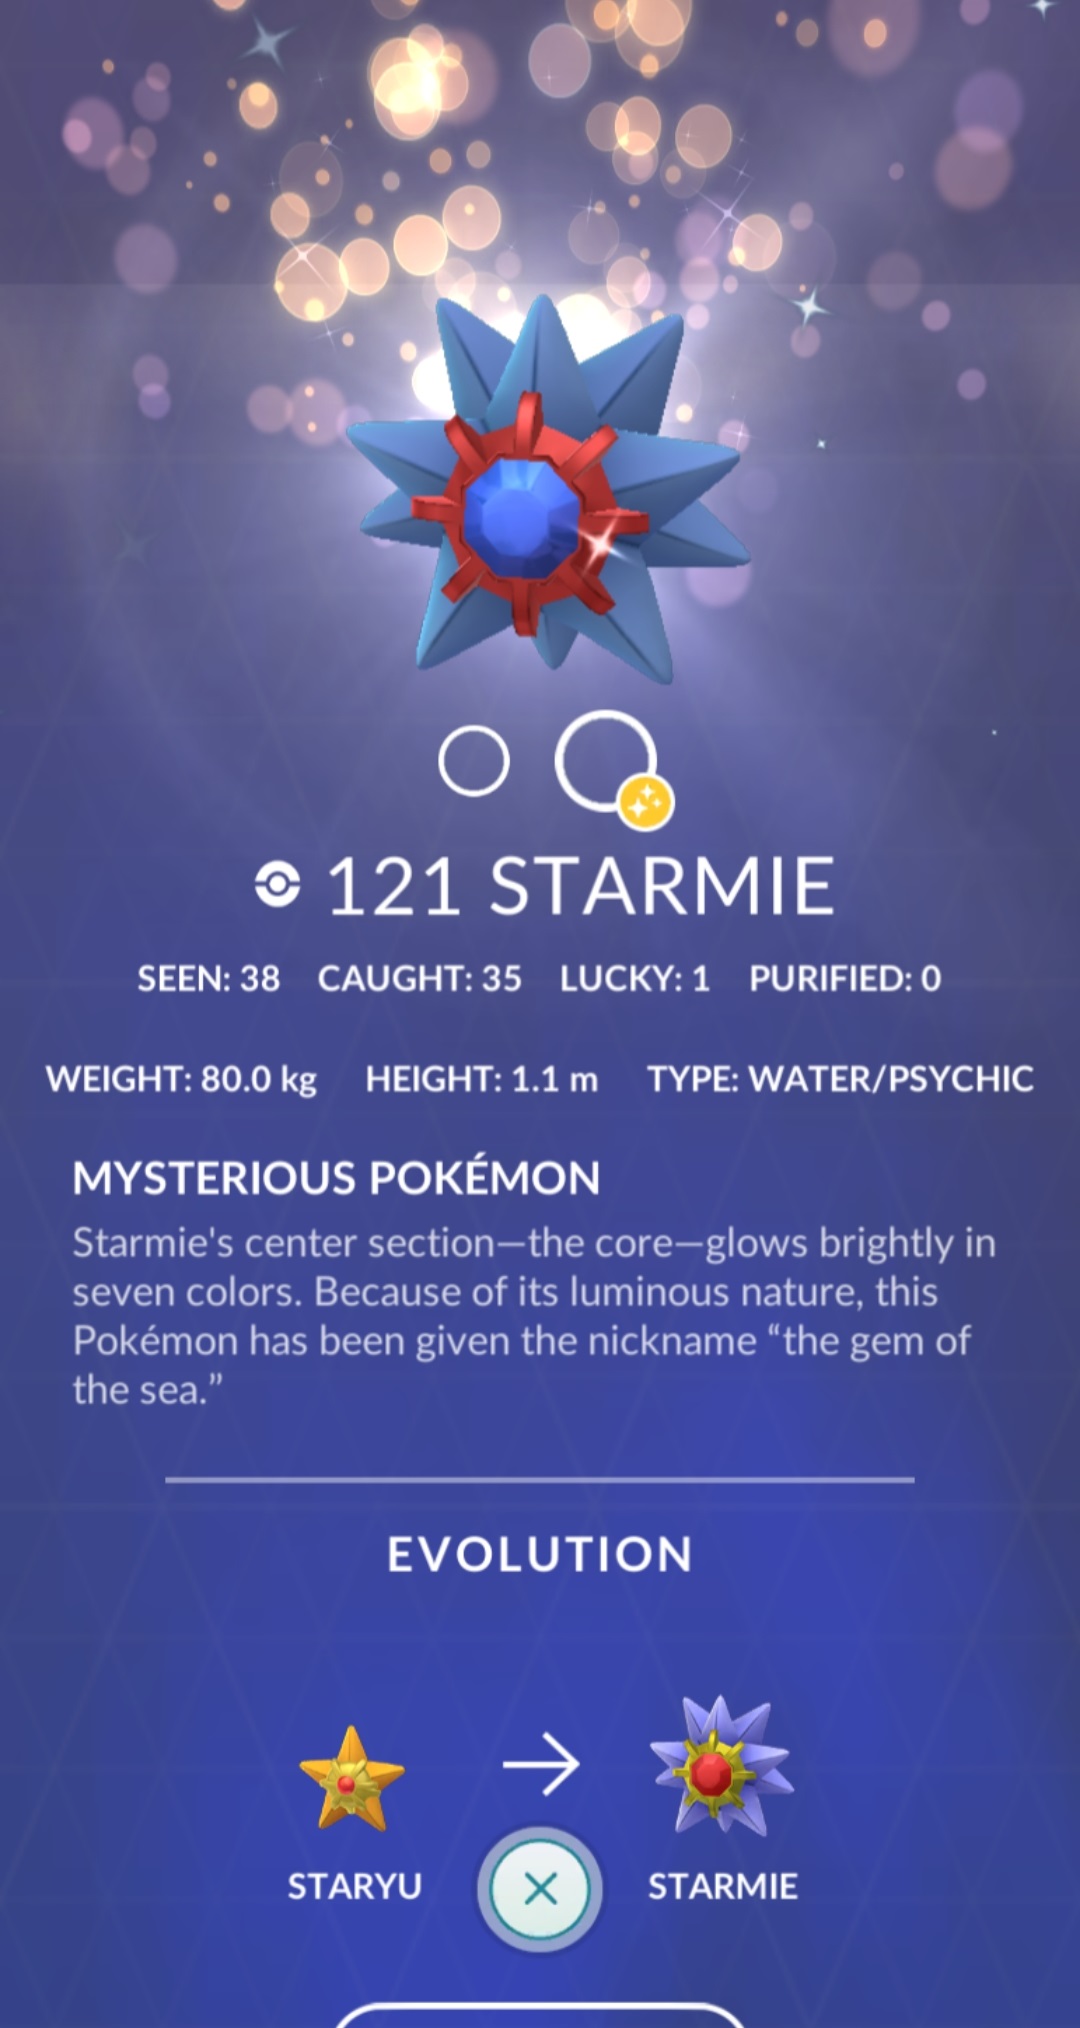 121 STARMIE
SEEN: 38 CAUGHT: 35 LUCKY: 1 PURIFIED: 0
WEIGHT: 80.0 kg HEIGHT: 1.1 m TYPE: WATER/PSYCHIC
MYSTERIOUS POKÉMON
Starmie's center section—the core—glows brightly in
seven colors. Because of its luminous nature, this
Pokémon has been given the nickname “the gem of
the sea.”
EVOLUTION
STARYU STARMIE